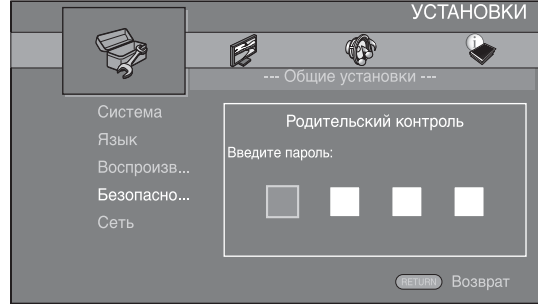 УСТАНОВКИ
--- Общие установки ---
Система
Язык
Воспроизв...
Безопасно...
Сеть
Родительский контроль
Введите пароль:
RETURN Возврат